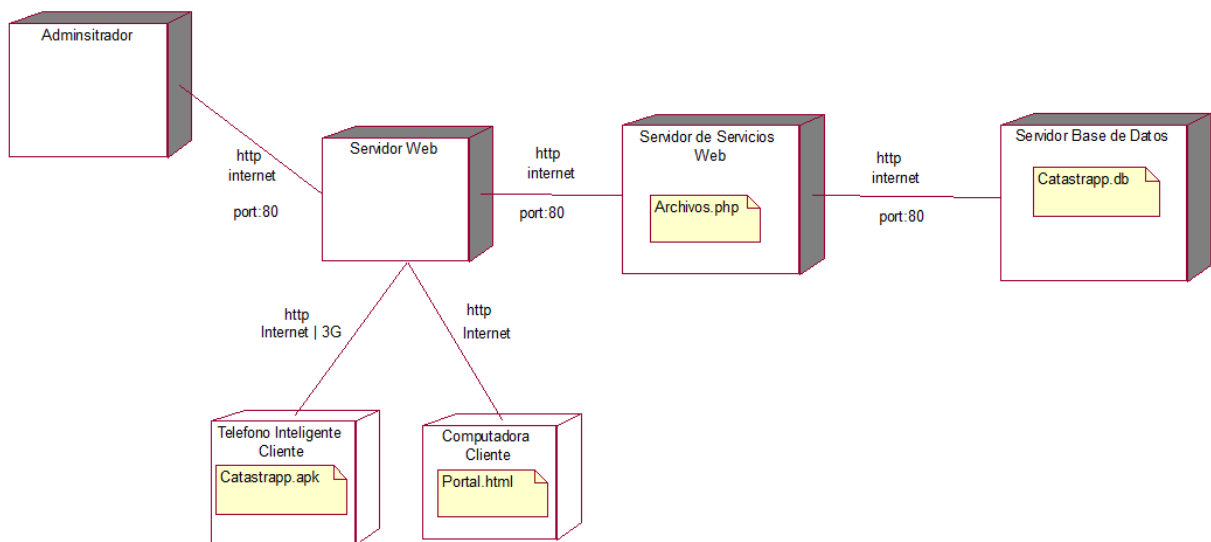 Adminsitrador
http
internet
port:80
Servidor Web
http
internet
port:80
Servidor de Servicios
Web
Archivos.php
http
internet
port:80
Servidor Base de Datos
Catastrapp.db
http
Internet | 3G
http
Internet
Telefono Inteligente
Cliente
Catastrapp.apk
Computadora
Cliente
Portal.html